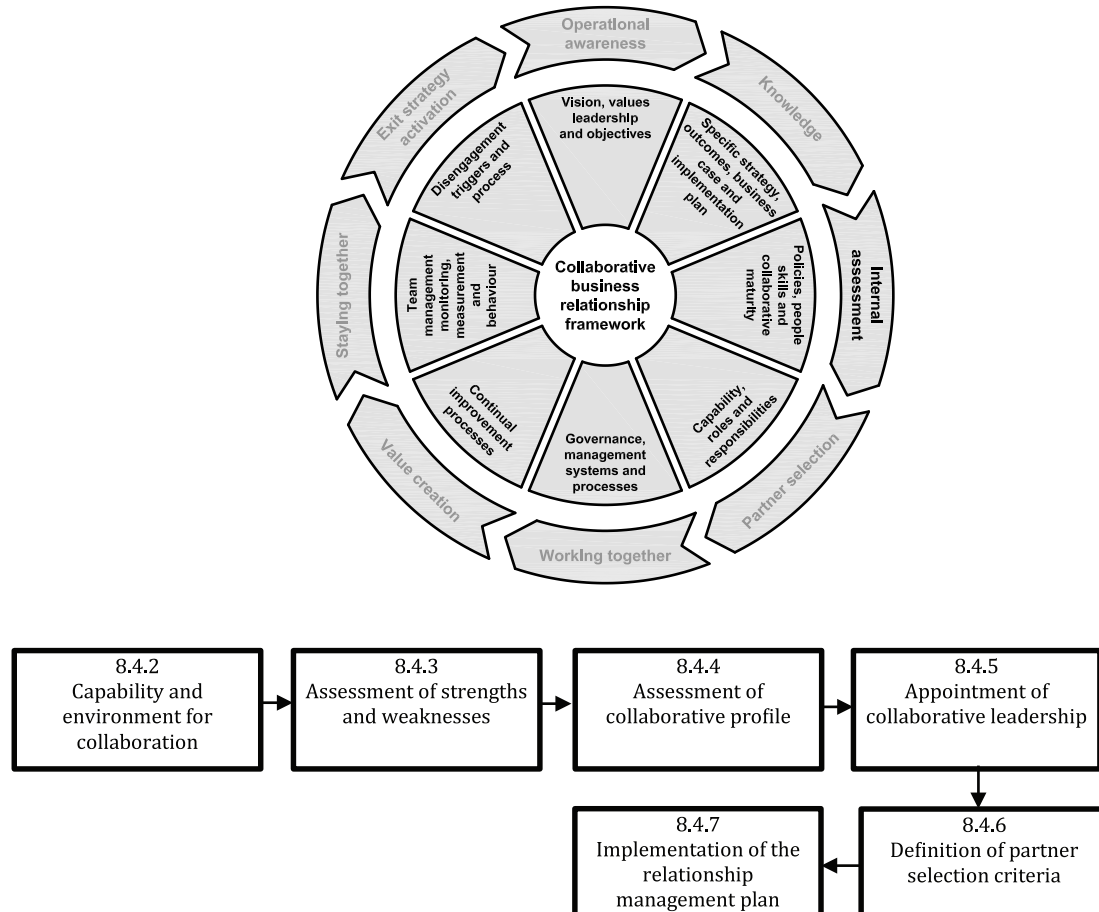 Operational
awareness
Knowledge
Internal
assessment
Partner selection
Working together
Value creation
Staying together
Exit strategy
activation
Vision, values
leadership
and objectives
Specific strategy,
outcomes, business
case and
implementation
plan
Policies, people
skills and
collaborative
maturity
Capability,
roles and
responsibilities
Governance,
management
systems and
processes
Continual
improvement
processes
Team
management
monitoring,
measurement
and
behaviour
Disengagement
triggers and
process
Collaborative
business
relationship
framework
8.4.2
Capability and
environment for
collaboration
8.4.3
Assessment of strengths
and weaknesses
8.4.4
Assessment of
collaborative profile
8.4.5
Appointment of
collaborative leadership
8.4.6
Definition of partner
selection criteria
8.4.7
Implementation of the
relationship
management plan